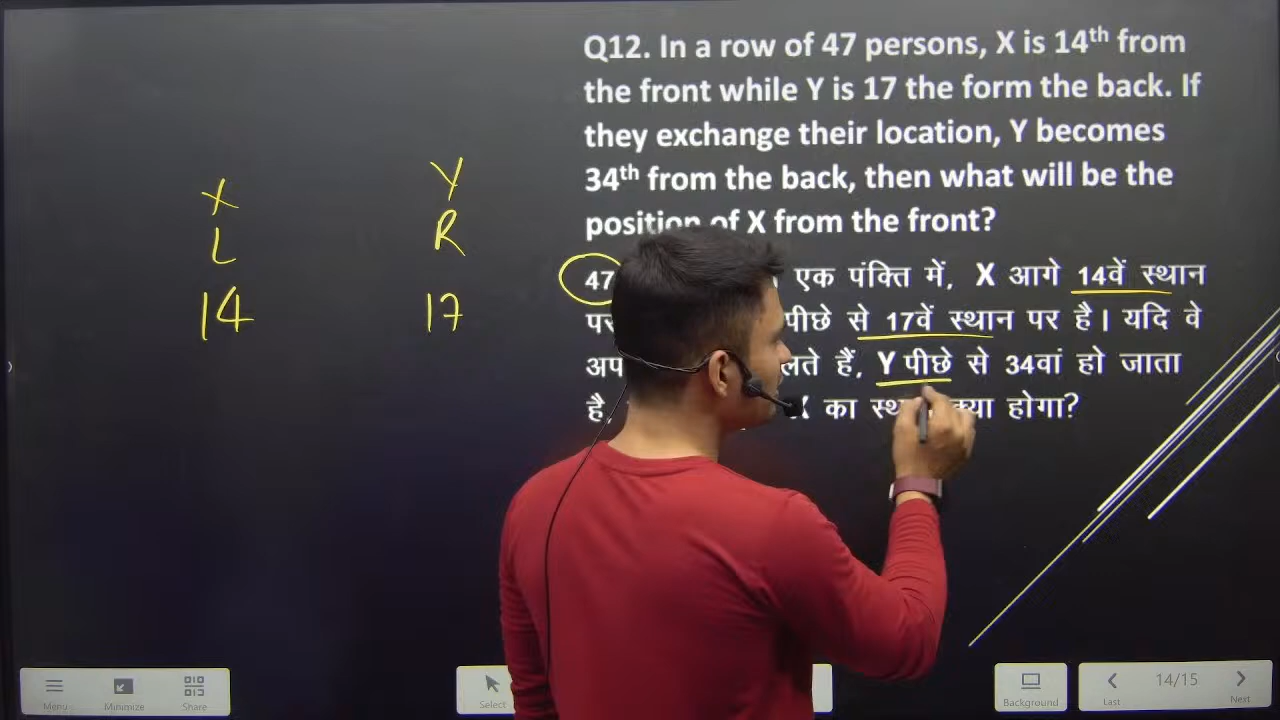 Q12. In a row of 47 persons, X is 14th from
the front while Y is 17 the form the back. If
they exchange their location, Y becomes
34th from the back, then what will be the
position of X from the front?
47 एक पंक्ति में, X आगे 14वें स्थान
पर पीछे से 17वें स्थान पर है। यदि वे
अप लते हैं, Y पीछे से 34वां हो जाता
है X का क्या होगा?
X Y
L R
14 17
Menu Minimize Share Select Background Last 14/15 Next